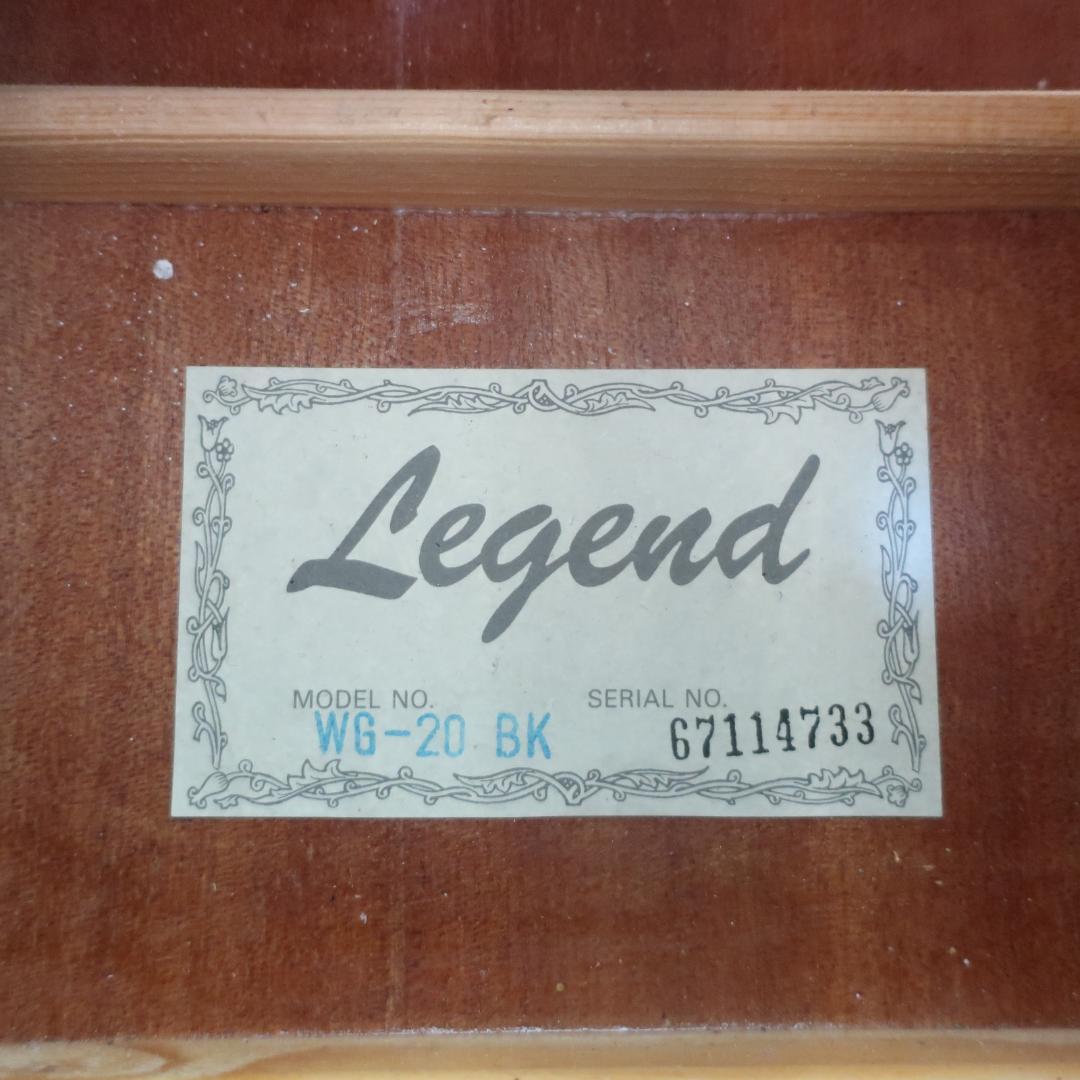 Legend
MODEL NO. SERIAL NO.
WG-20 BK 67114733